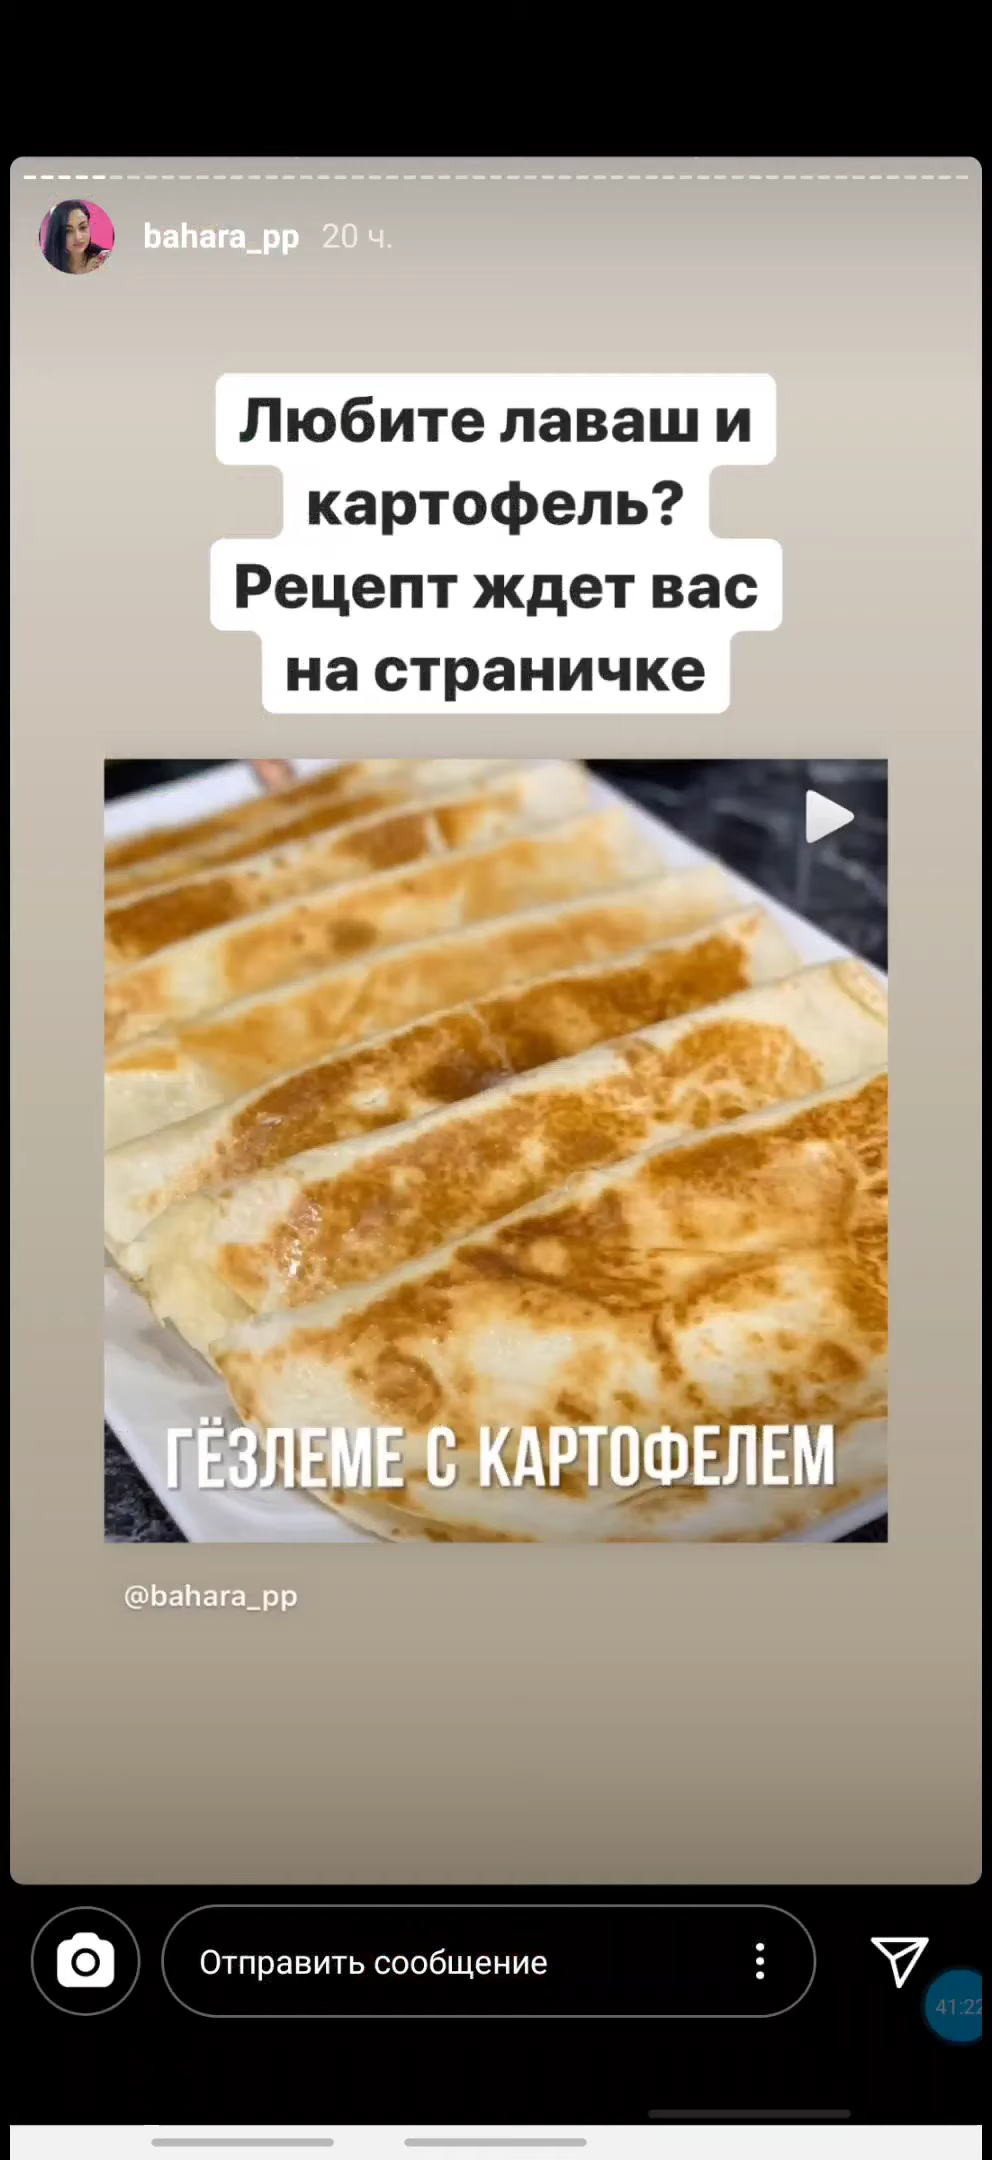 bahara_pp 20 ч.
Любите лаваш и
картофель?
Рецепт ждет вас
на страничке
ГЁЗЛЕМЕ С КАРТОФЕЛЕМ
@bahara_pp
Отправить сообщение
41:22